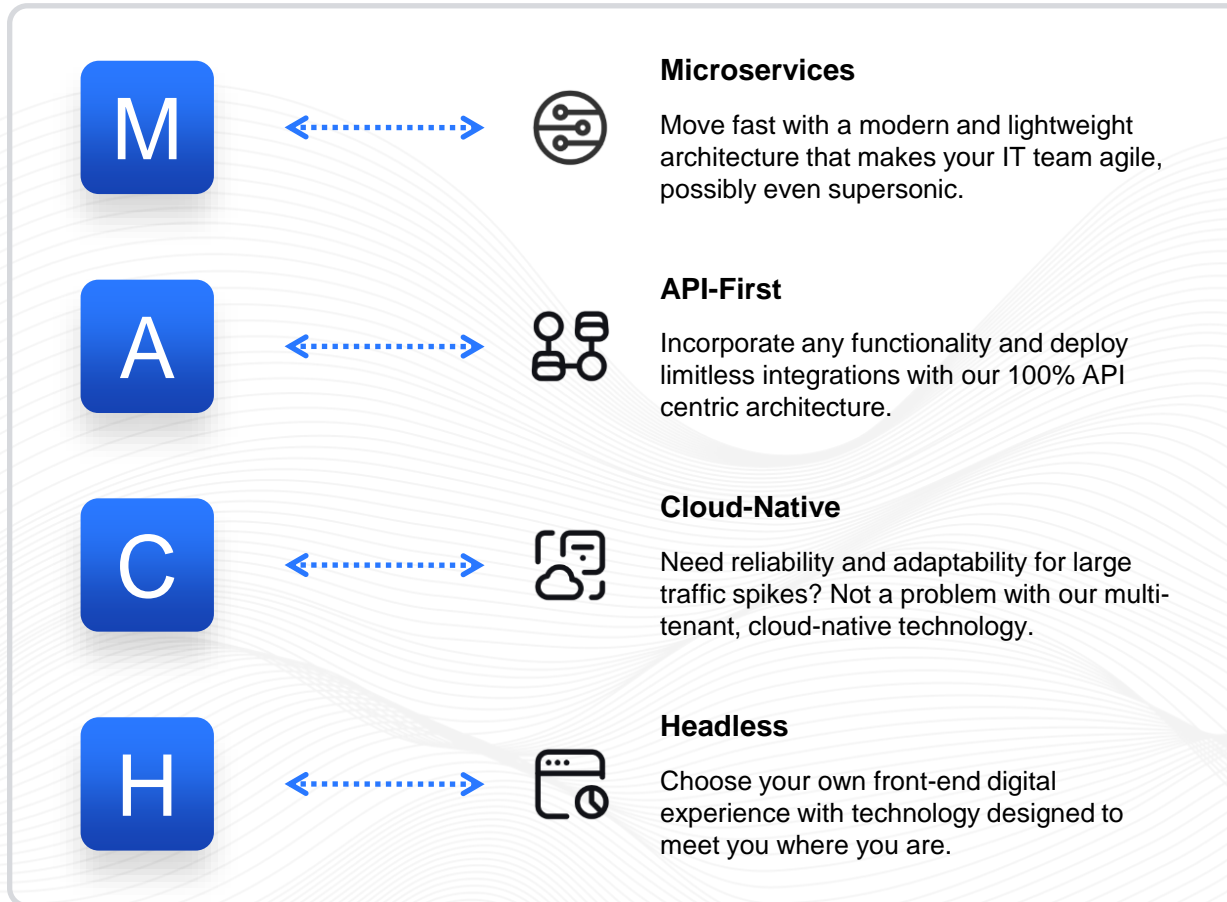 M
Microservices
Move fast with a modern and lightweight
architecture that makes your IT team agile,
possibly even supersonic.
A
API-First
Incorporate any functionality and deploy
limitless integrations with our 100% API
centric architecture.
C
Cloud-Native
Need reliability and adaptability for large
traffic spikes? Not a problem with our multi-
tenant, cloud-native technology.
H
Headless
Choose your own front-end digital
experience with technology designed to
meet you where you are.